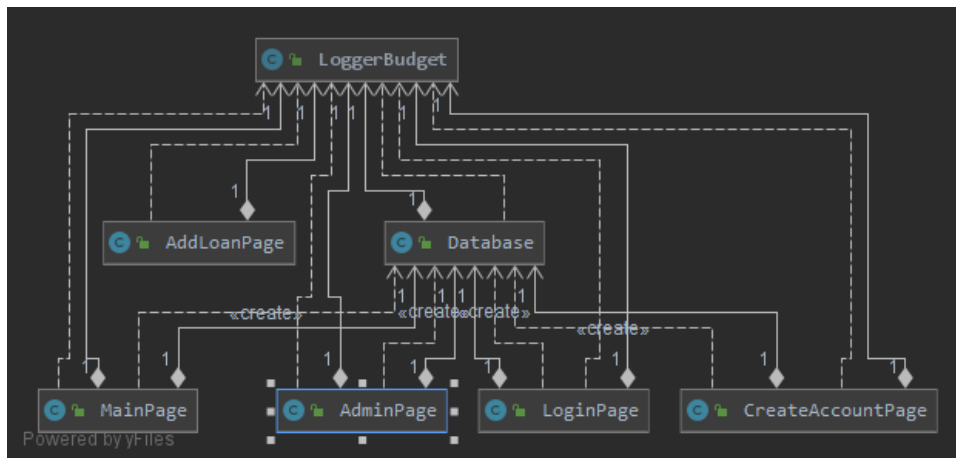 LoggerBudget
1 1 1 1 1
1 1
AddLoanPage
Database
1 1 1 1 1
«create» «create» «create» «create»
1 1 1 1 1 1 1
MainPage
AdminPage
LoginPage
CreateAccountPage
Powered by yFiles